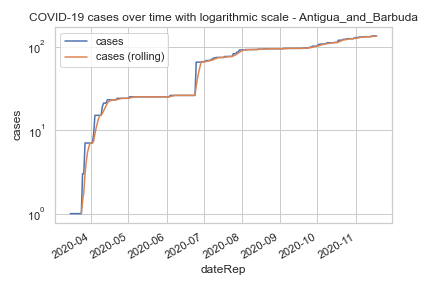 COVID-19 cases over time with logarithmic scale - Antigua_and_Barbuda
cases
cases (rolling)
10²
10¹
10⁰
cases
2020-04
2020-05
2020-06
2020-07
2020-08
2020-09
2020-10
2020-11
dateRep